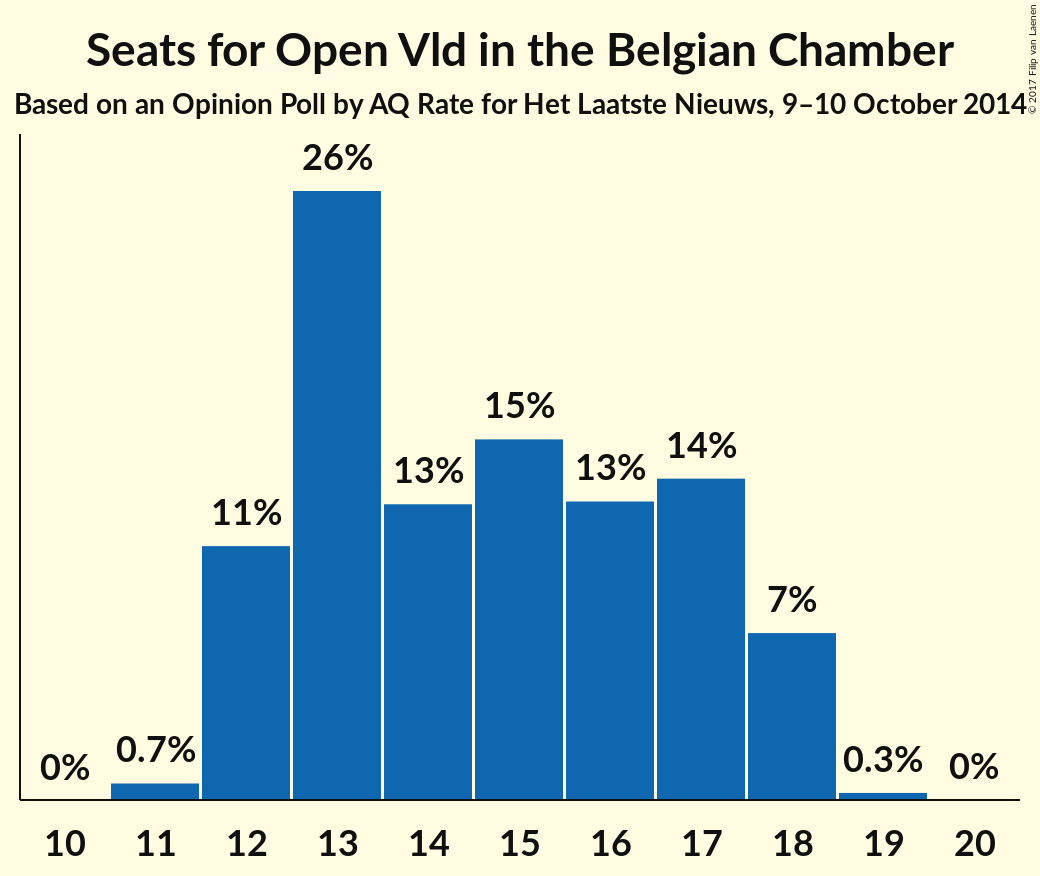 Seats for Open Vld in the Belgian Chamber
Based on an Opinion Poll by AQ Rate for Het Laatste Nieuws, 9–10 October 2014
© 2017 Filip van Laenen
26%
15%
14%
13%
13%
11%
7%
0.7%
0.3%
0%
0%
10 11 12 13 14 15 16 17 18 19 20